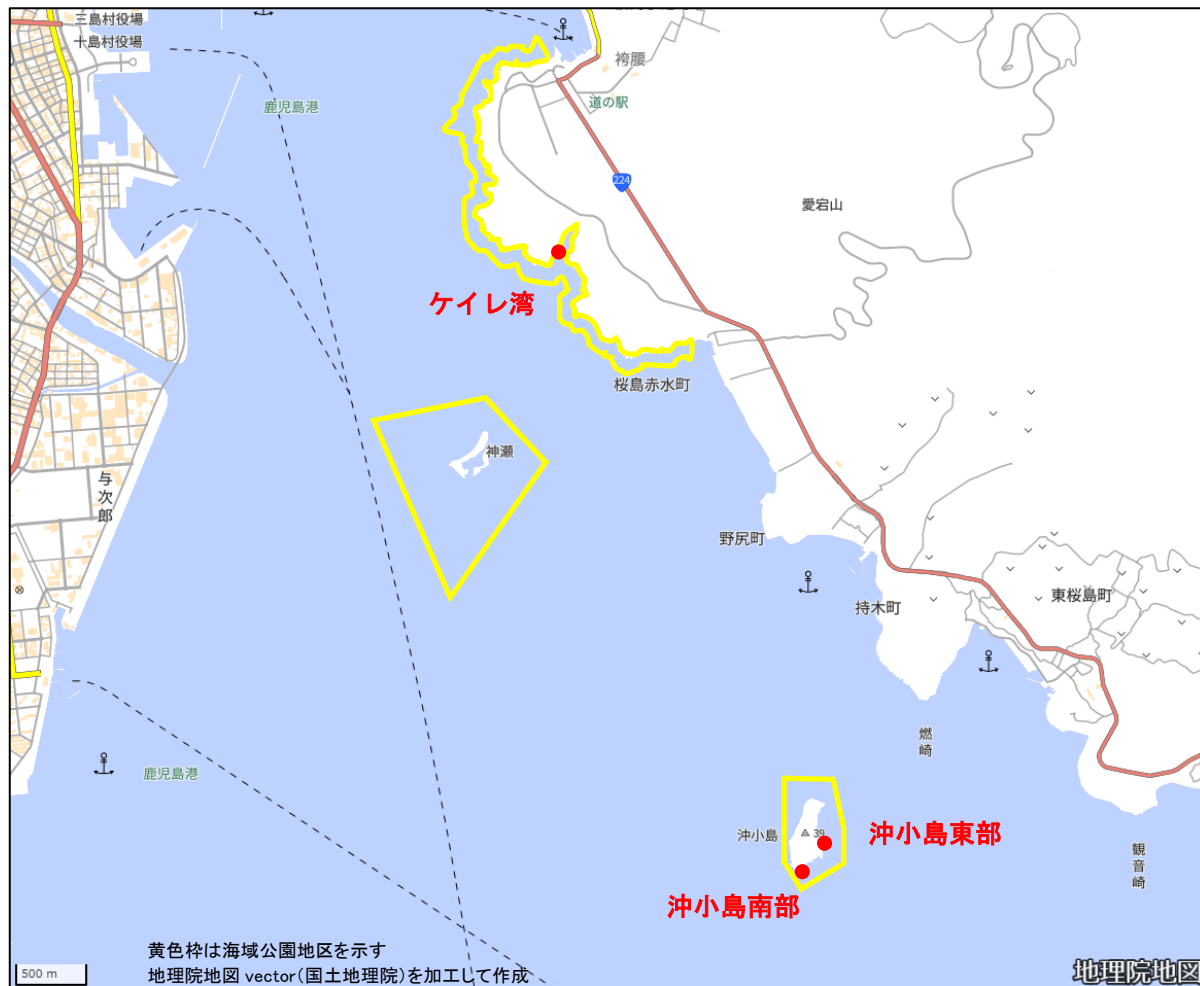 三島村役場
十島村役場
鹿児島港
袴腰
道の駅
224
愛宕山
ケイレ湾
桜島赤水町
神瀬
与次郎
野尻町
持木町
東桜島町
燃崎
鹿児島港
沖小島
39
沖小島東部
観音崎
沖小島南部
黄色枠は海域公園地区を示す
地理院地図 vector(国土地理院)を加工して作成
500 m
地理院地図